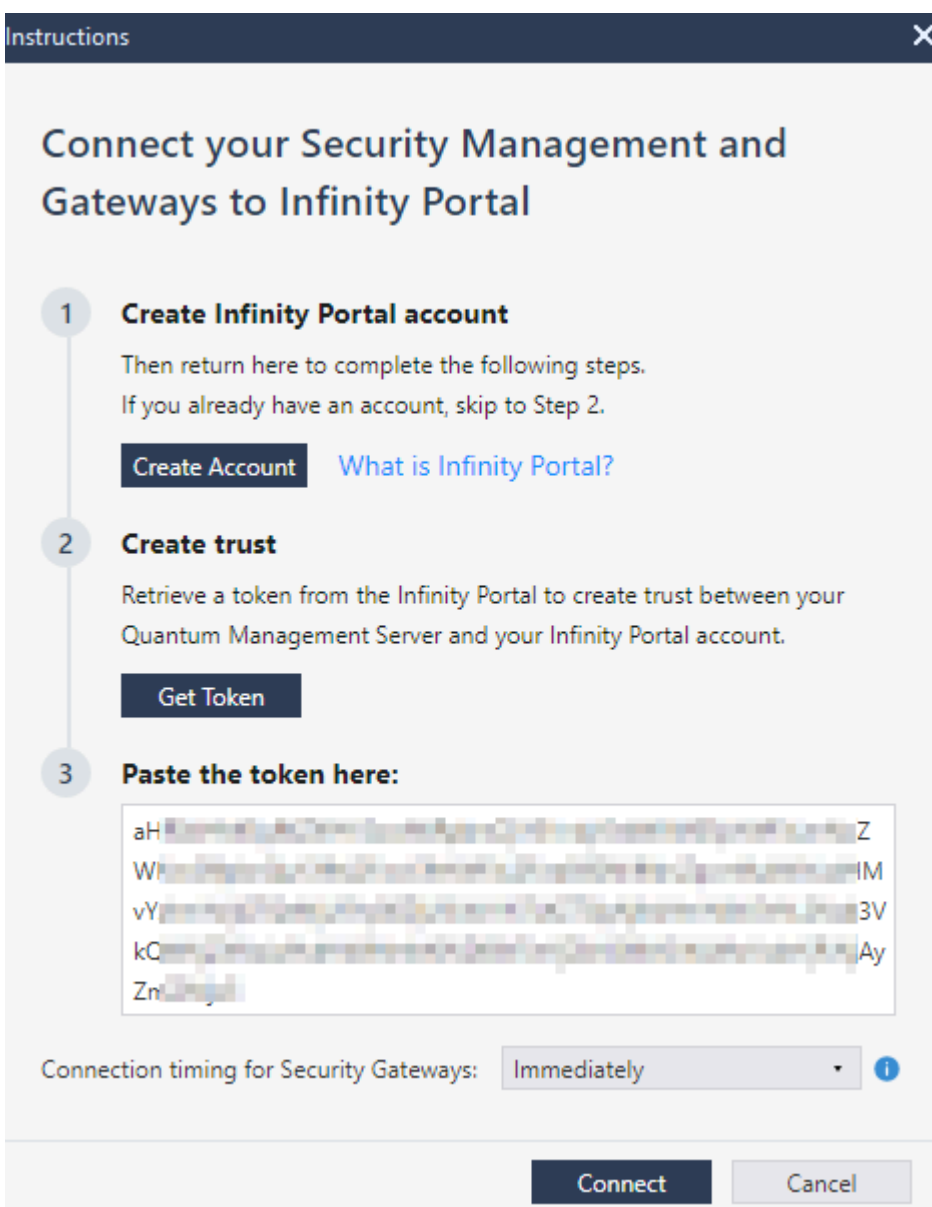 Instructions
Connect your Security Management and
Gateways to Infinity Portal
1
Create Infinity Portal account
Then return here to complete the following steps.
If you already have an account, skip to Step 2.
Create Account
What is Infinity Portal?
2
Create trust
Retrieve a token from the Infinity Portal to create trust between your
Quantum Management Server and your Infinity Portal account.
Get Token
3
Paste the token here:
aH Z
vY 3V
Ay
Connection timing for Security Gateways: Immediately
Connect Cancel